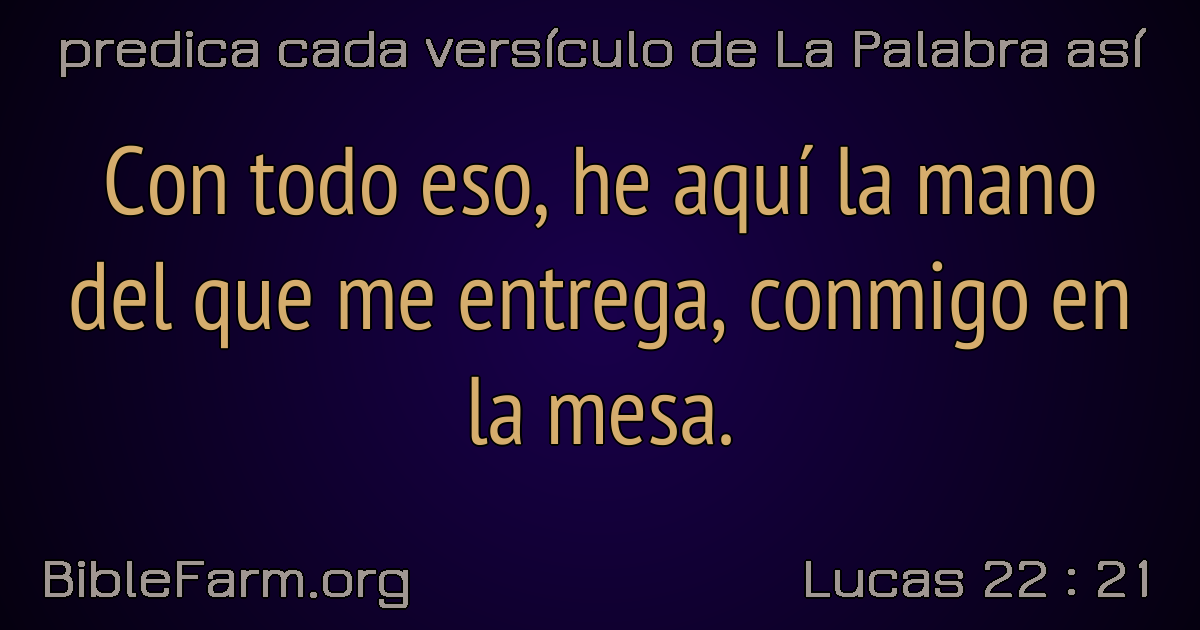 predica cada versículo de La Palabra así
Con todo eso, he aquí la mano
del que me entrega, conmigo en
la mesa.
BibleFarm.org
Lucas 22 : 21